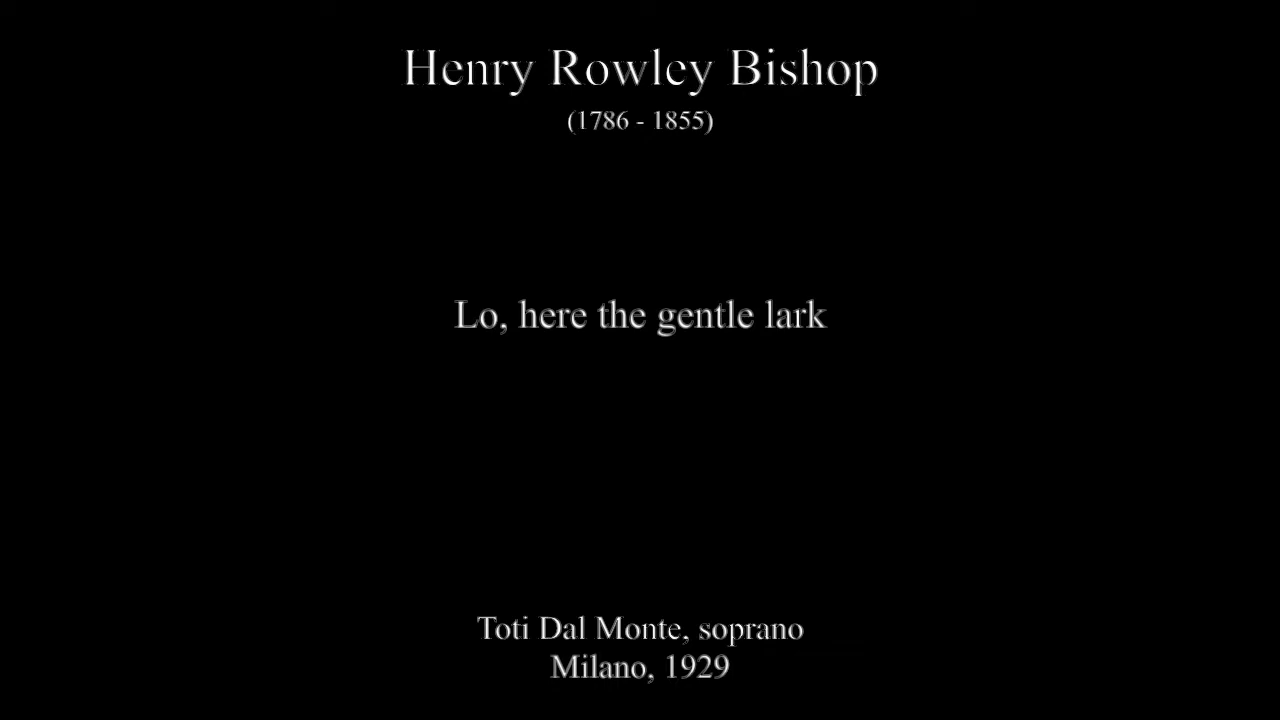 Henry Rowley Bishop
(1786 - 1855)
Lo, here the gentle lark
Toti Dal Monte, soprano
Milano, 1929